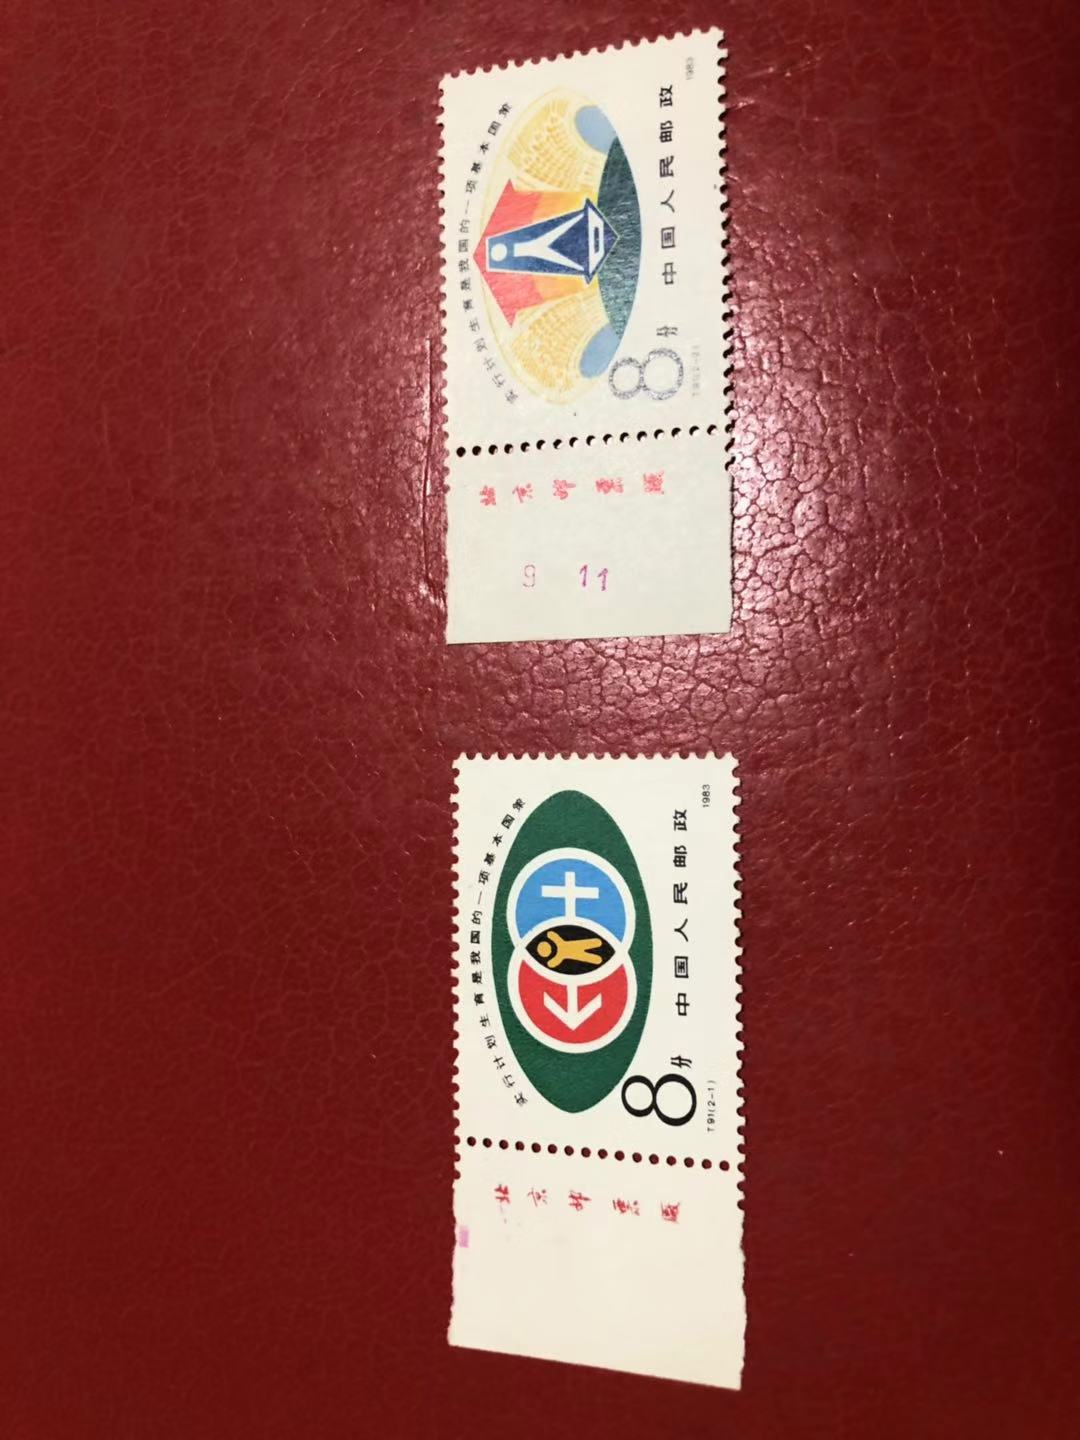 实行计划生育是我国的一项基本国策
8分
中国人民邮政
T91(2-2)
1983
北京邮票厂
9 11
实行计划生育是我国的一项基本国策
8分
中国人民邮政
T91(2-1)
1983
北京邮票厂